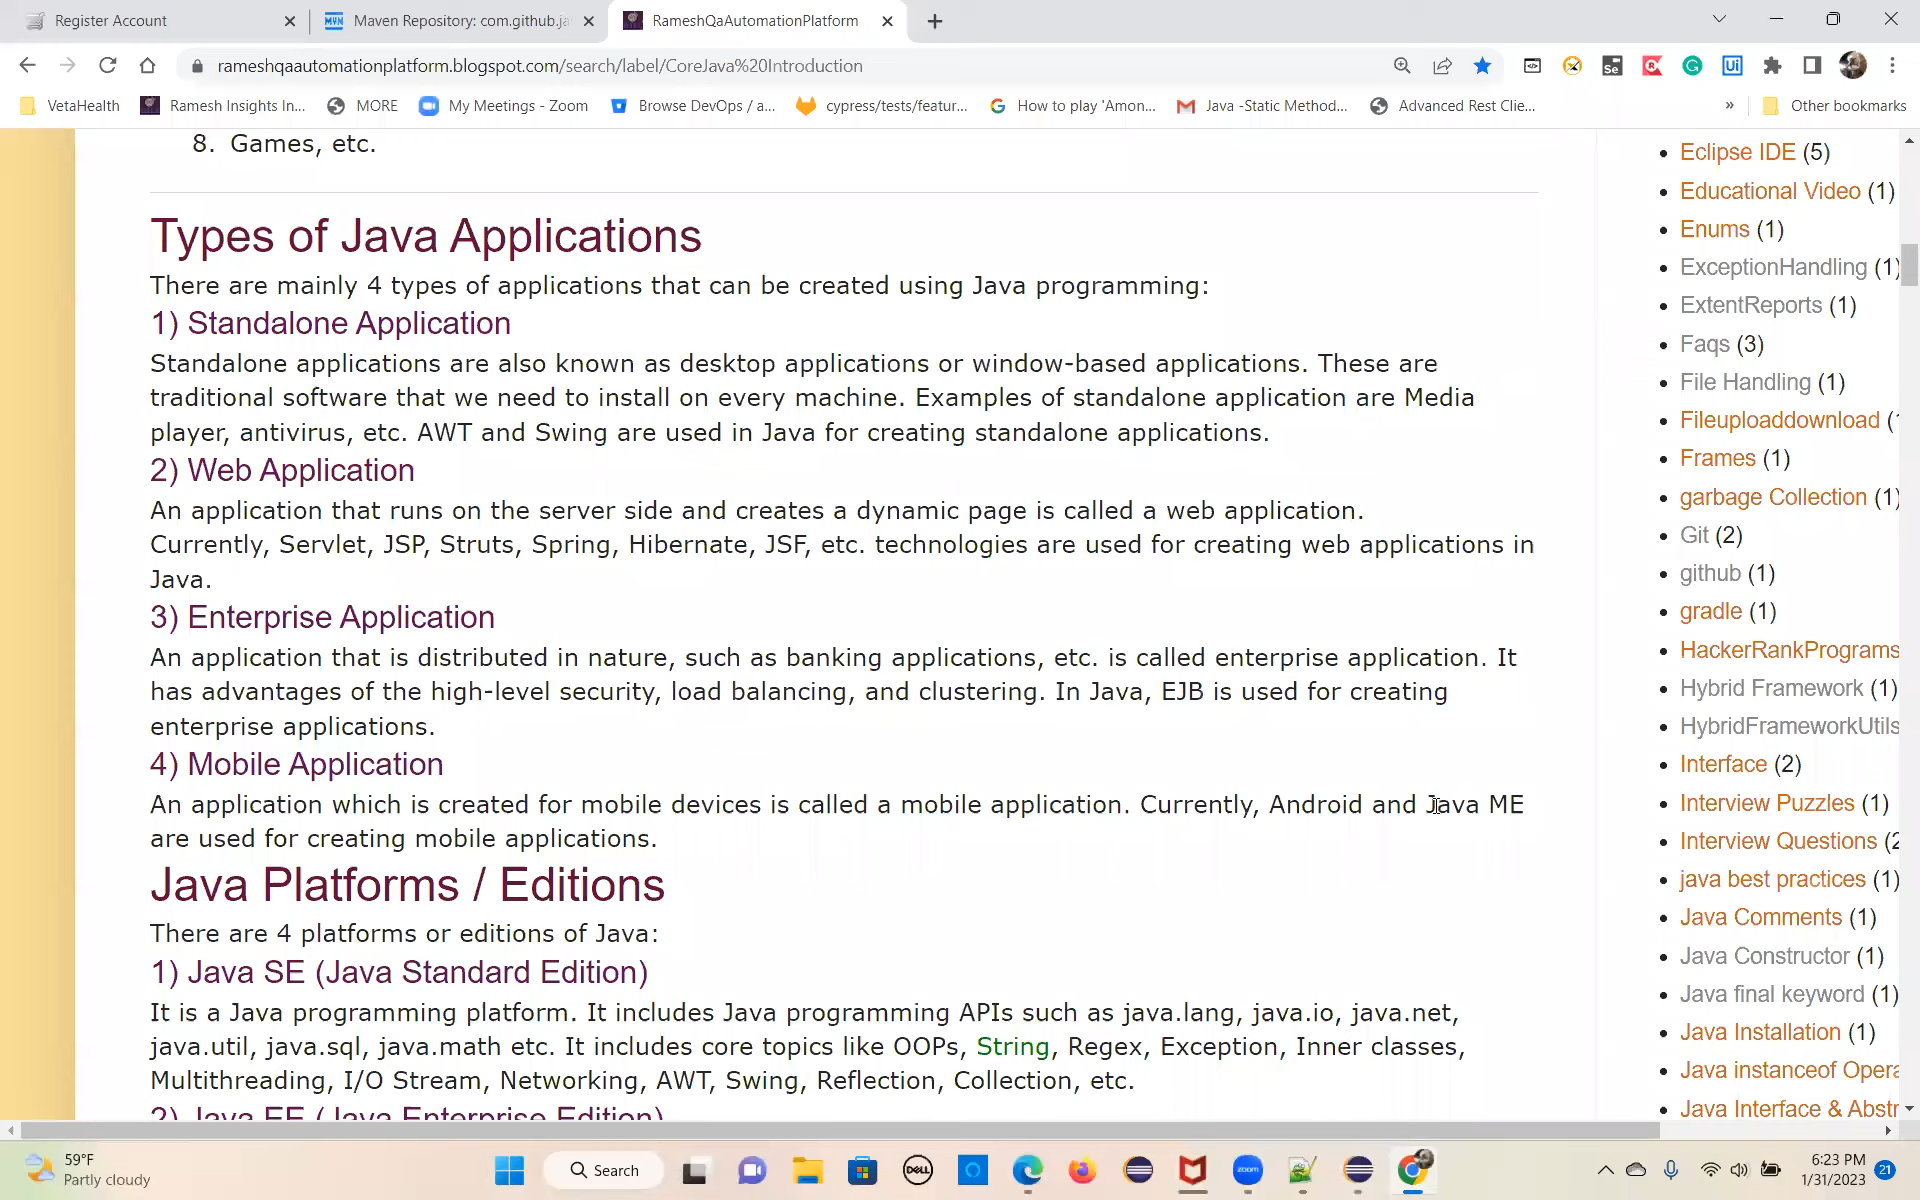 Register Account
Maven Repository: com.github.ja
RameshQaAutomationPlatform
rameshqaautomationplatform.blogspot.com/search/label/CoreJava%20Introduction
VetaHealth
Ramesh Insights In...
MORE
My Meetings - Zoom
Browse DevOps / a...
cypress/tests/featur...
How to play 'Amon...
Java -Static Method...
Advanced Rest Clie...
»
Other bookmarks
8. Games, etc.
Types of Java Applications
There are mainly 4 types of applications that can be created using Java programming:
1) Standalone Application
Standalone applications are also known as desktop applications or window-based applications. These are
traditional software that we need to install on every machine. Examples of standalone application are Media
player, antivirus, etc. AWT and Swing are used in Java for creating standalone applications.
2) Web Application
An application that runs on the server side and creates a dynamic page is called a web application.
Currently, Servlet, JSP, Struts, Spring, Hibernate, JSF, etc. technologies are used for creating web applications in
Java.
3) Enterprise Application
An application that is distributed in nature, such as banking applications, etc. is called enterprise application. It
has advantages of the high-level security, load balancing, and clustering. In Java, EJB is used for creating
enterprise applications.
4) Mobile Application
An application which is created for mobile devices is called a mobile application. Currently, Android and Java ME
are used for creating mobile applications.
Java Platforms / Editions
There are 4 platforms or editions of Java:
1) Java SE (Java Standard Edition)
It is a Java programming platform. It includes Java programming APIs such as java.lang, java.io, java.net,
java.util, java.sql, java.math etc. It includes core topics like OOPs, String, Regex, Exception, Inner classes,
Multithreading, I/O Stream, Networking, AWT, Swing, Reflection, Collection, etc.
2) Java EE (Java Enterprise Edition)
Eclipse IDE (5)
Educational Video (1)
Enums (1)
ExceptionHandling (1)
ExtentReports (1)
Faqs (3)
File Handling (1)
Fileuploaddownload (1
Frames (1)
garbage Collection (1)
Git (2)
github (1)
gradle (1)
HackerRankPrograms
Hybrid Framework (1)
HybridFrameworkUtils
Interface (2)
Interview Puzzles (1)
Interview Questions (2
java best practices (1)
Java Comments (1)
Java Constructor (1)
Java final keyword (1)
Java Installation (1)
Java instanceof Opera
Java Interface & Abstr
59°F
Partly cloudy
Search
DELL
zoom
6:23 PM
1/31/2023
21